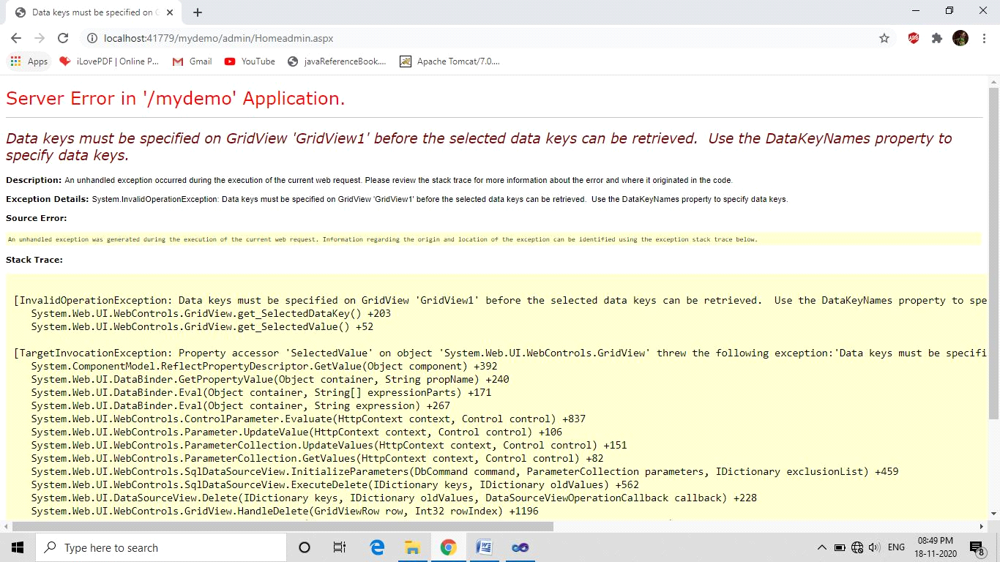 Data keys must be specified on G
localhost:41779/mydemo/admin/Homeadmin.aspx
ABP
Apps
iLovePDF | Online P...
Gmail
YouTube
javaReferenceBook....
Apache Tomcat/7.0....
Server Error in '/mydemo' Application.
Data keys must be specified on GridView 'GridView1' before the selected data keys can be retrieved.  Use the DataKeyNames property to
specify data keys.
Description: An unhandled exception occurred during the execution of the current web request. Please review the stack trace for more information about the error and where it originated in the code.
Exception Details: System.InvalidOperationException: Data keys must be specified on GridView 'GridView1' before the selected data keys can be retrieved.  Use the DataKeyNames property to specify data keys.
Source Error:
An unhandled exception was generated during the execution of the current web request. Information regarding the origin and location of the exception can be identified using the exception stack trace below.
Stack Trace:
[InvalidOperationException: Data keys must be specified on GridView 'GridView1' before the selected data keys can be retrieved.  Use the DataKeyNames property to spe
System.Web.UI.WebControls.GridView.get_SelectedDataKey() +203
System.Web.UI.WebControls.GridView.get_SelectedValue() +52
[TargetInvocationException: Property accessor 'SelectedValue' on object 'System.Web.UI.WebControls.GridView' threw the following exception:'Data keys must be specifi
System.ComponentModel.ReflectPropertyDescriptor.GetValue(Object component) +392
System.Web.UI.DataBinder.GetPropertyValue(Object container, String propName) +240
System.Web.UI.DataBinder.Eval(Object container, String[] expressionParts) +171
System.Web.UI.DataBinder.Eval(Object container, String expression) +267
System.Web.UI.WebControls.ControlParameter.Evaluate(HttpContext context, Control control) +837
System.Web.UI.WebControls.Parameter.UpdateValue(HttpContext context, Control control) +106
System.Web.UI.WebControls.ParameterCollection.UpdateValues(HttpContext context, Control control) +151
System.Web.UI.WebControls.ParameterCollection.GetValues(HttpContext context, Control control) +82
System.Web.UI.WebControls.SqlDataSourceView.InitializeParameters(DbCommand command, ParameterCollection parameters, IDictionary exclusionList) +459
System.Web.UI.WebControls.SqlDataSourceView.ExecuteDelete(IDictionary keys, IDictionary oldValues) +562
System.Web.UI.DataSourceView.Delete(IDictionary keys, IDictionary oldValues, DataSourceViewOperationCallback callback) +228
System.Web.UI.WebControls.GridView.HandleDelete(GridViewRow row, Int32 rowIndex) +1196
Type here to search
ENG
08:49 PM
18-11-2020
8